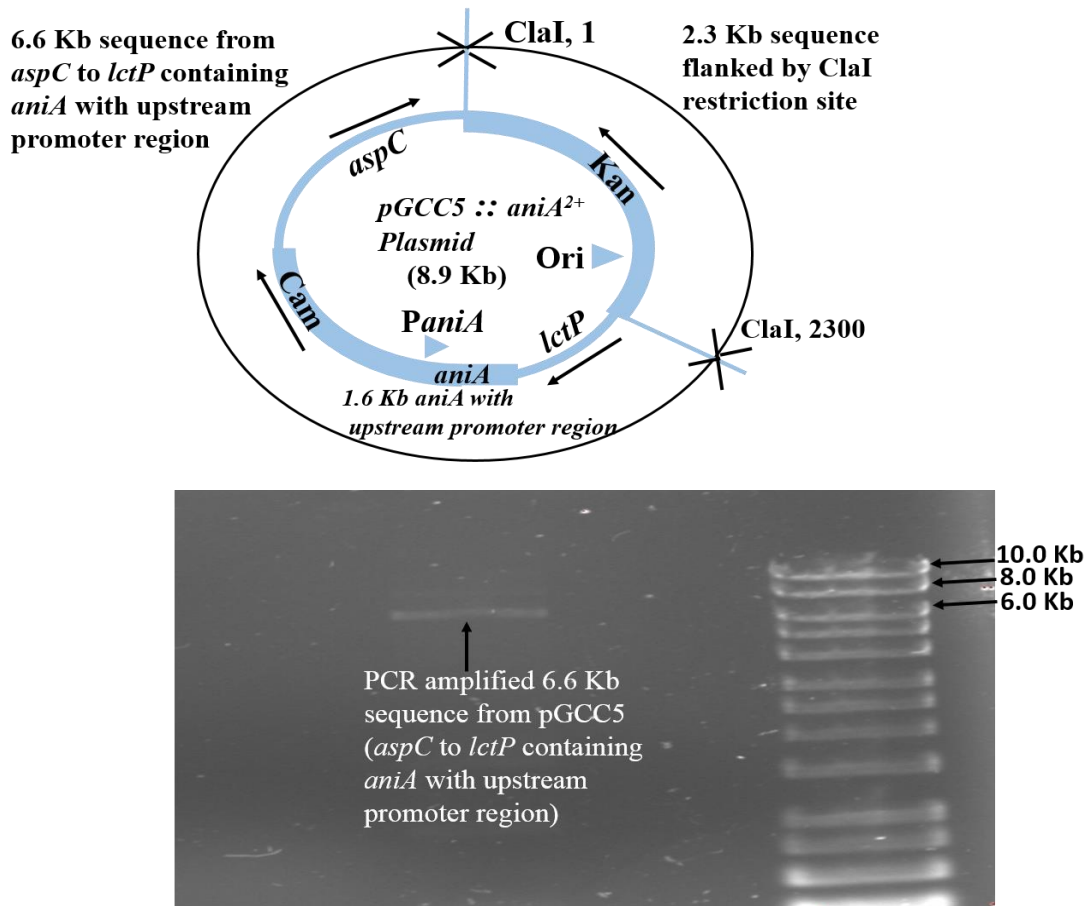 6.6 Kb sequence from
aspC to lctP containing
aniA with upstream
promoter region
ClaI, 1
2.3 Kb sequence
flanked by ClaI
restriction site
aspC
Kan
pGCC5 :: aniA²⁺
Plasmid
(8.9 Kb)
Ori
Cam
PaniA
lctP
ClaI, 2300
aniA
1.6 Kb aniA with
upstream promoter region
10.0 Kb
8.0 Kb
6.0 Kb
PCR amplified 6.6 Kb
sequence from pGCC5
(aspC to lctP containing
aniA with upstream
promoter region)